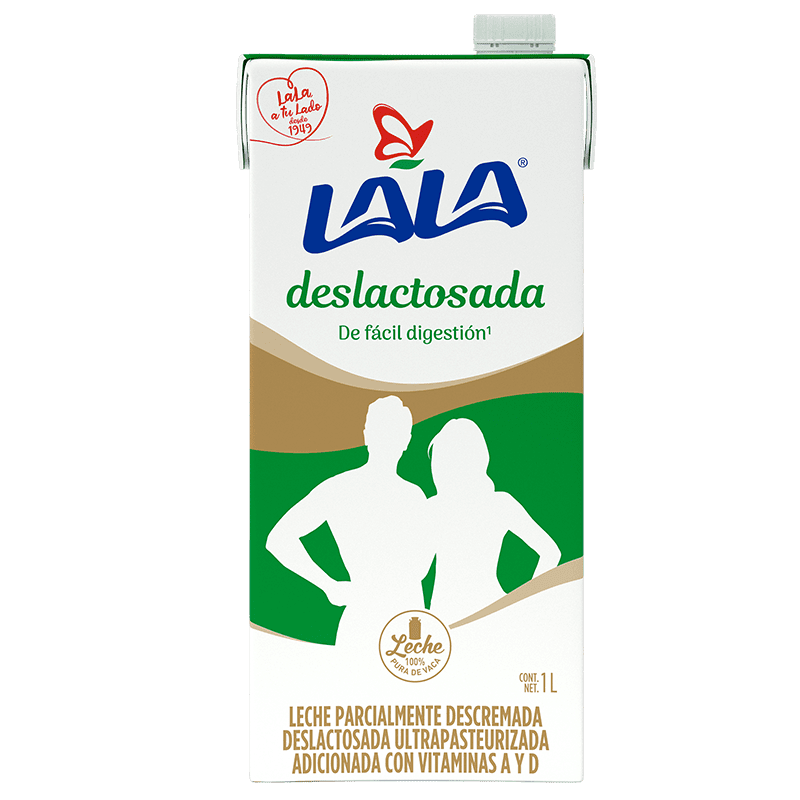 LaLa
a tu Lado
desde
1949
LALA®
deslactosada
De fácil digestión¹
Leche
100%
PURA DE VACA
CONT.
NET. 1 L
LECHE PARCIALMENTE DESCREMADA
DESLACTOSADA ULTRAPASTEURIZADA
ADICIONADA CON VITAMINAS A Y D